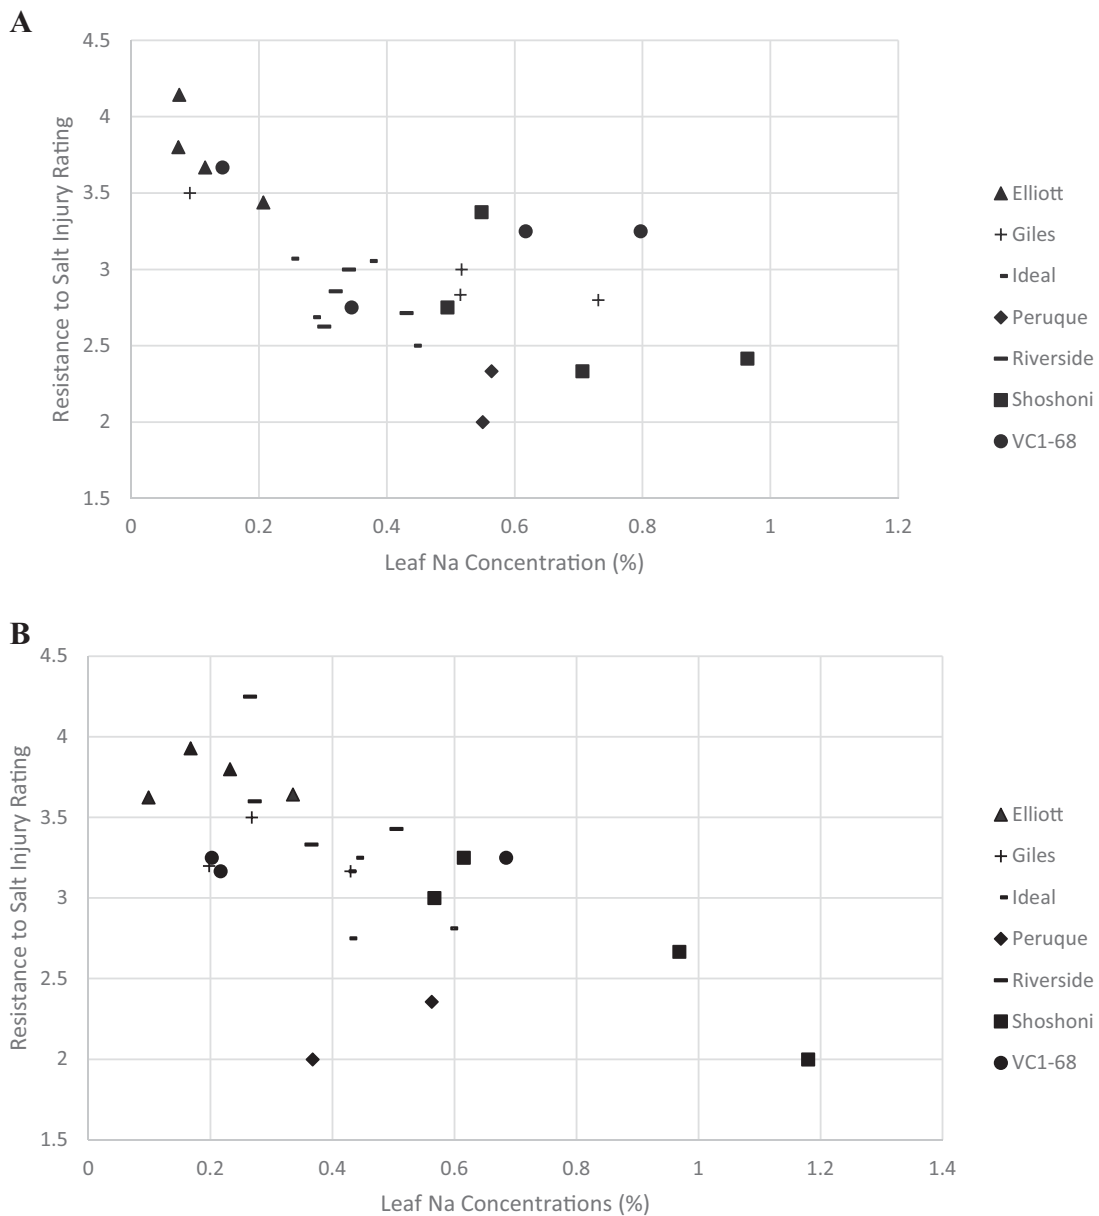 A
4.5
4
3.5
3
2.5
2
1.5
0 0.2 0.4 0.6 0.8 1 1.2
Resistance to Salt Injury Rating
Leaf Na Concentration (%)
Elliott
Giles
Ideal
Peruque
Riverside
Shoshoni
VC1-68
B
4.5
4
3.5
3
2.5
2
1.5
0 0.2 0.4 0.6 0.8 1 1.2 1.4
Resistance to Salt Injury Rating
Leaf Na Concentrations (%)
Elliott
Giles
Ideal
Peruque
Riverside
Shoshoni
VC1-68